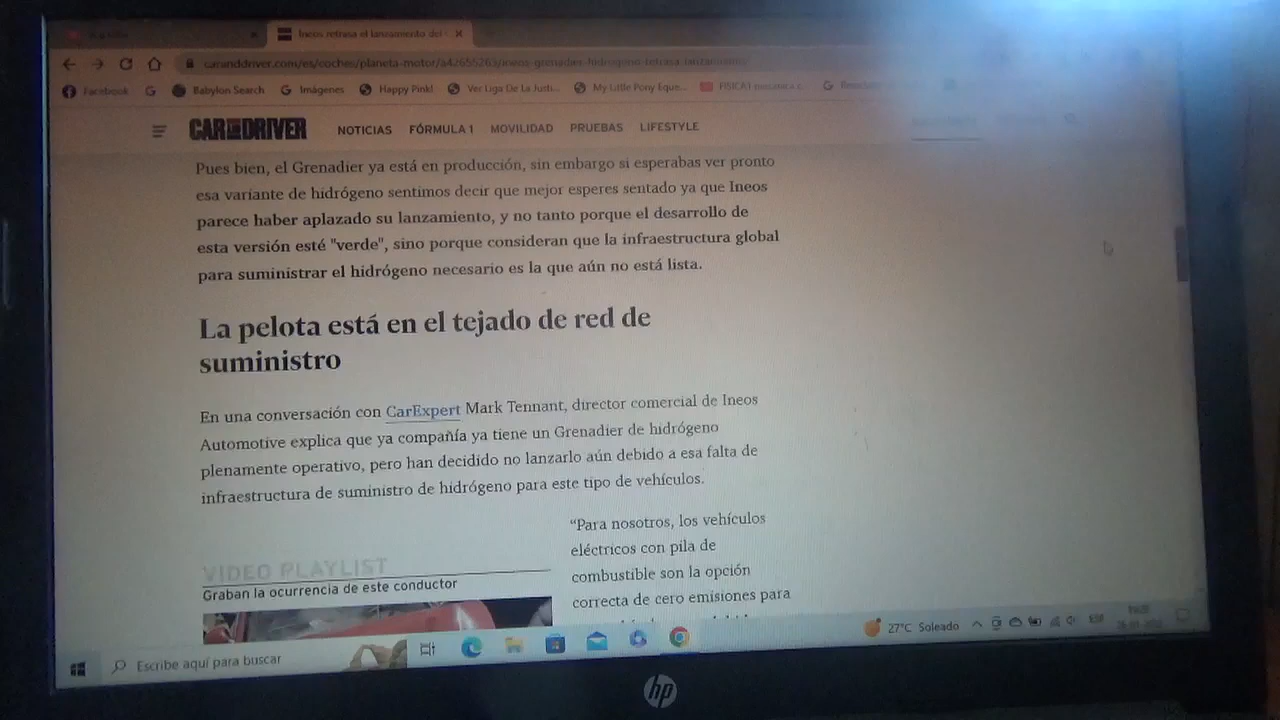 Ineos retrasa el lanzamiento del
caranddriver.com/es/coches/planeta-motor/a42655263/ineos-grenadier-hidrogeno-retrasa-lanzamiento/
Facebook G Babylon Search Imágenes Happy Pink! Ver Liga De La Justi... My Little Pony Eque...
CAR AND DRIVER NOTICIAS FÓRMULA 1 MOVILIDAD PRUEBAS LIFESTYLE
Pues bien, el Grenadier ya está en producción, sin embargo si esperabas ver pronto
esa variante de hidrógeno sentimos decir que mejor esperes sentado ya que Ineos
parece haber aplazado su lanzamiento, y no tanto porque el desarrollo de
esta versión esté "verde", sino porque consideran que la infraestructura global
para suministrar el hidrógeno necesario es la que aún no está lista.
La pelota está en el tejado de red de
suministro
En una conversación con CarExpert Mark Tennant, director comercial de Ineos
Automotive explica que ya compañía ya tiene un Grenadier de hidrógeno
plenamente operativo, pero han decidido no lanzarlo aún debido a esa falta de
infraestructura de suministro de hidrógeno para este tipo de vehículos.
VIDEO PLAYLIST
Graban la ocurrencia de este conductor
“Para nosotros, los vehículos
eléctricos con pila de
combustible son la opción
correcta de cero emisiones para
Escribe aquí para buscar
27°C Soleado
hp